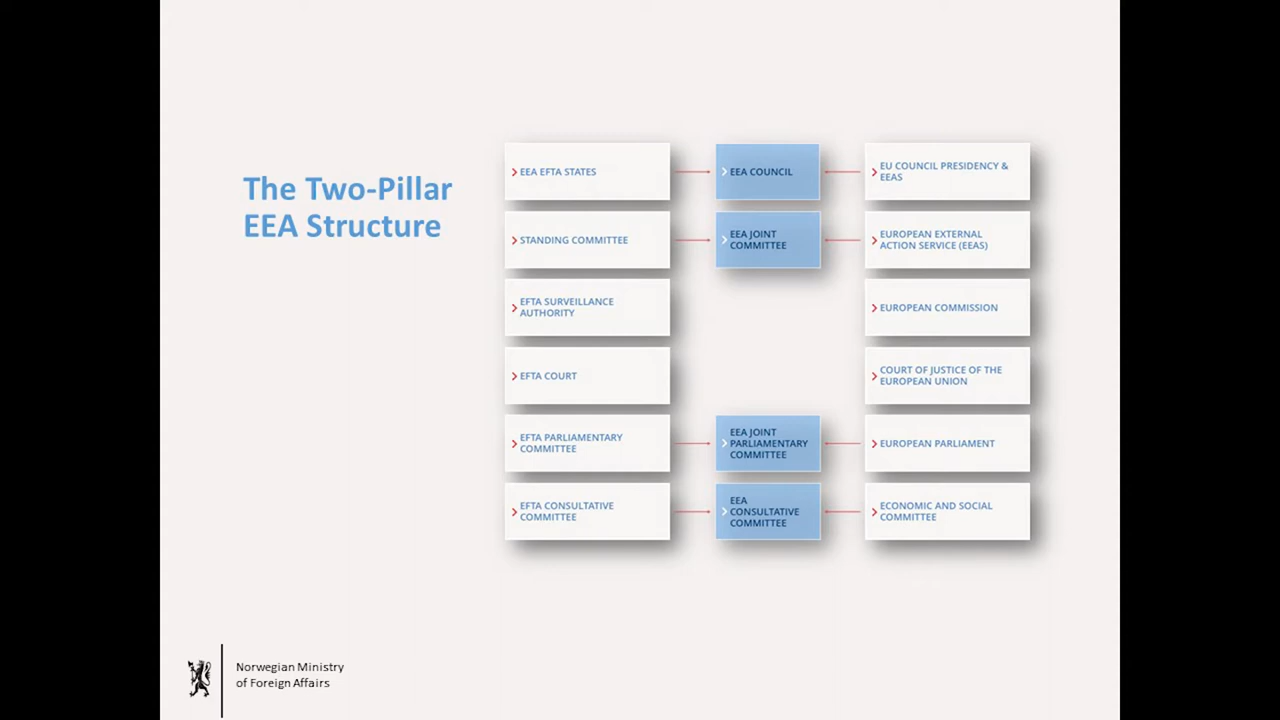 The Two-Pillar
EEA Structure
EEA EFTA STATES
EEA COUNCIL
EU COUNCIL PRESIDENCY &
EEAS
STANDING COMMITTEE
EEA JOINT
COMMITTEE
EUROPEAN EXTERNAL
ACTION SERVICE (EEAS)
EFTA SURVEILLANCE
AUTHORITY
EUROPEAN COMMISSION
EFTA COURT
COURT OF JUSTICE OF THE
EUROPEAN UNION
EFTA PARLIAMENTARY
COMMITTEE
EEA JOINT
PARLIAMENTARY
COMMITTEE
EUROPEAN PARLIAMENT
EFTA CONSULTATIVE
COMMITTEE
EEA
CONSULTATIVE
COMMITTEE
ECONOMIC AND SOCIAL
COMMITTEE
Norwegian Ministry
of Foreign Affairs